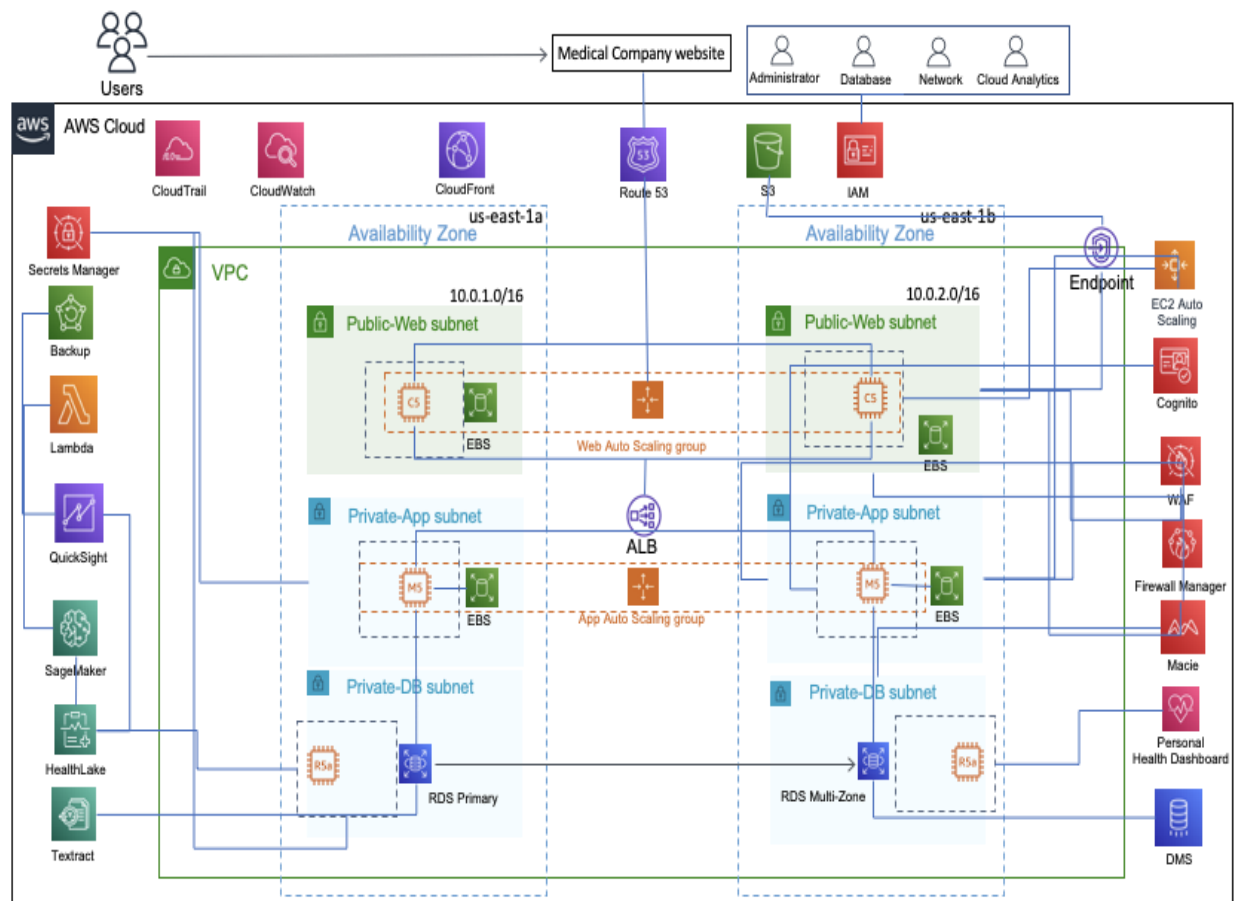 Users
Medical Company website
Administrator
Database
Network
Cloud Analytics
aws
AWS Cloud
CloudTrail
CloudWatch
CloudFront
53
Route 53
S3
IAM
us-east-1a
Availability Zone
us-east-1b
Availability Zone
Secrets Manager
VPC
Endpoint
EC2 Auto
Scaling
10.0.1.0/16
10.0.2.0/16
Public-Web subnet
Public-Web subnet
Backup
C5
EBS
C5
EBS
Cognito
Web Auto Scaling group
Lambda
WAF
Private-App subnet
Private-App subnet
ALB
QuickSight
M5
EBS
M5
EBS
Firewall Manager
App Auto Scaling group
SageMaker
Macie
Private-DB subnet
Private-DB subnet
HealthLake
R5a
RDS Primary
RDS Multi-Zone
R5a
Personal
Health Dashboard
Textract
DMS